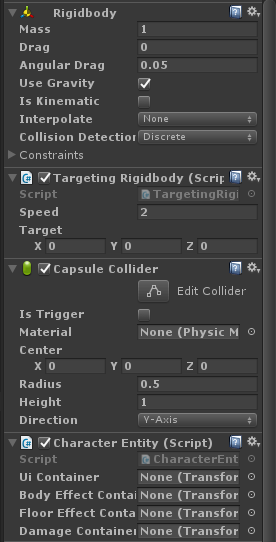 Rigidbody
Mass 1
Drag 0
Angular Drag 0.05
Use Gravity
Is Kinematic
Interpolate None
Collision Detection Discrete
Constraints
C# Targeting Rigidbody (Scrip
Script TargetingRigi
Speed 2
Target
X 0 Y 0 Z 0
Capsule Collider
Edit Collider
Is Trigger
Material None (Physic M
Center
X 0 Y 0 Z 0
Radius 0.5
Height 1
Direction Y-Axis
C# Character Entity (Script)
Script CharacterEnt
Ui Container None (Transfor
Body Effect Contai None (Transfor
Floor Effect Conta None (Transfor
Damage Container None (Transfor